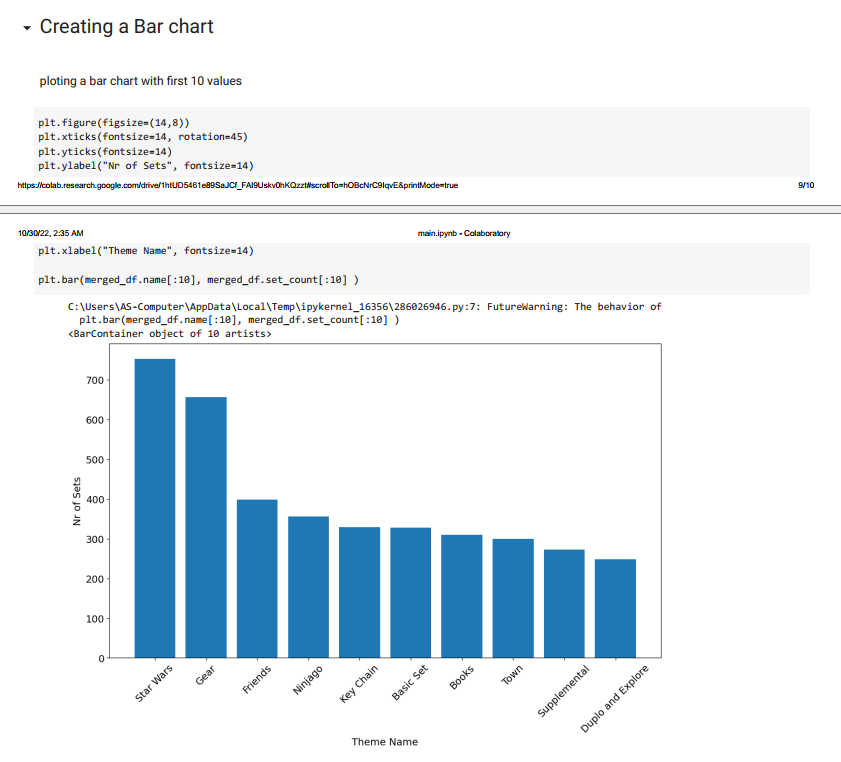 Creating a Bar chart
ploting a bar chart with first 10 values
plt.figure(figsize=(14,8))
plt.xticks(fontsize=14, rotation=45)
plt.yticks(fontsize=14)
plt.ylabel("Nr of Sets", fontsize=14)
https://colab.research.google.com/drive/1htUD5461e89SaJCf_FAI9Uskv0hKQzzt#scrollTo=hOBcNrC9IqvE&printMode=true 9/10
10/30/22, 2:35 AM main.ipynb - Colaboratory
plt.xlabel("Theme Name", fontsize=14)
plt.bar(merged_df.name[:10], merged_df.set_count[:10] )
C:\Users\AS-Computer\AppData\Local\Temp\ipykernel_16356\286026946.py:7: FutureWarning: The behavior of
plt.bar(merged_df.name[:10], merged_df.set_count[:10] )
<BarContainer object of 10 artists>
700
600
500
400
300
200
100
0
Nr of Sets
Star Wars
Gear
Friends
Ninjago
Key Chain
Basic Set
Books
Town
Supplemental
Duplo and Explore
Theme Name